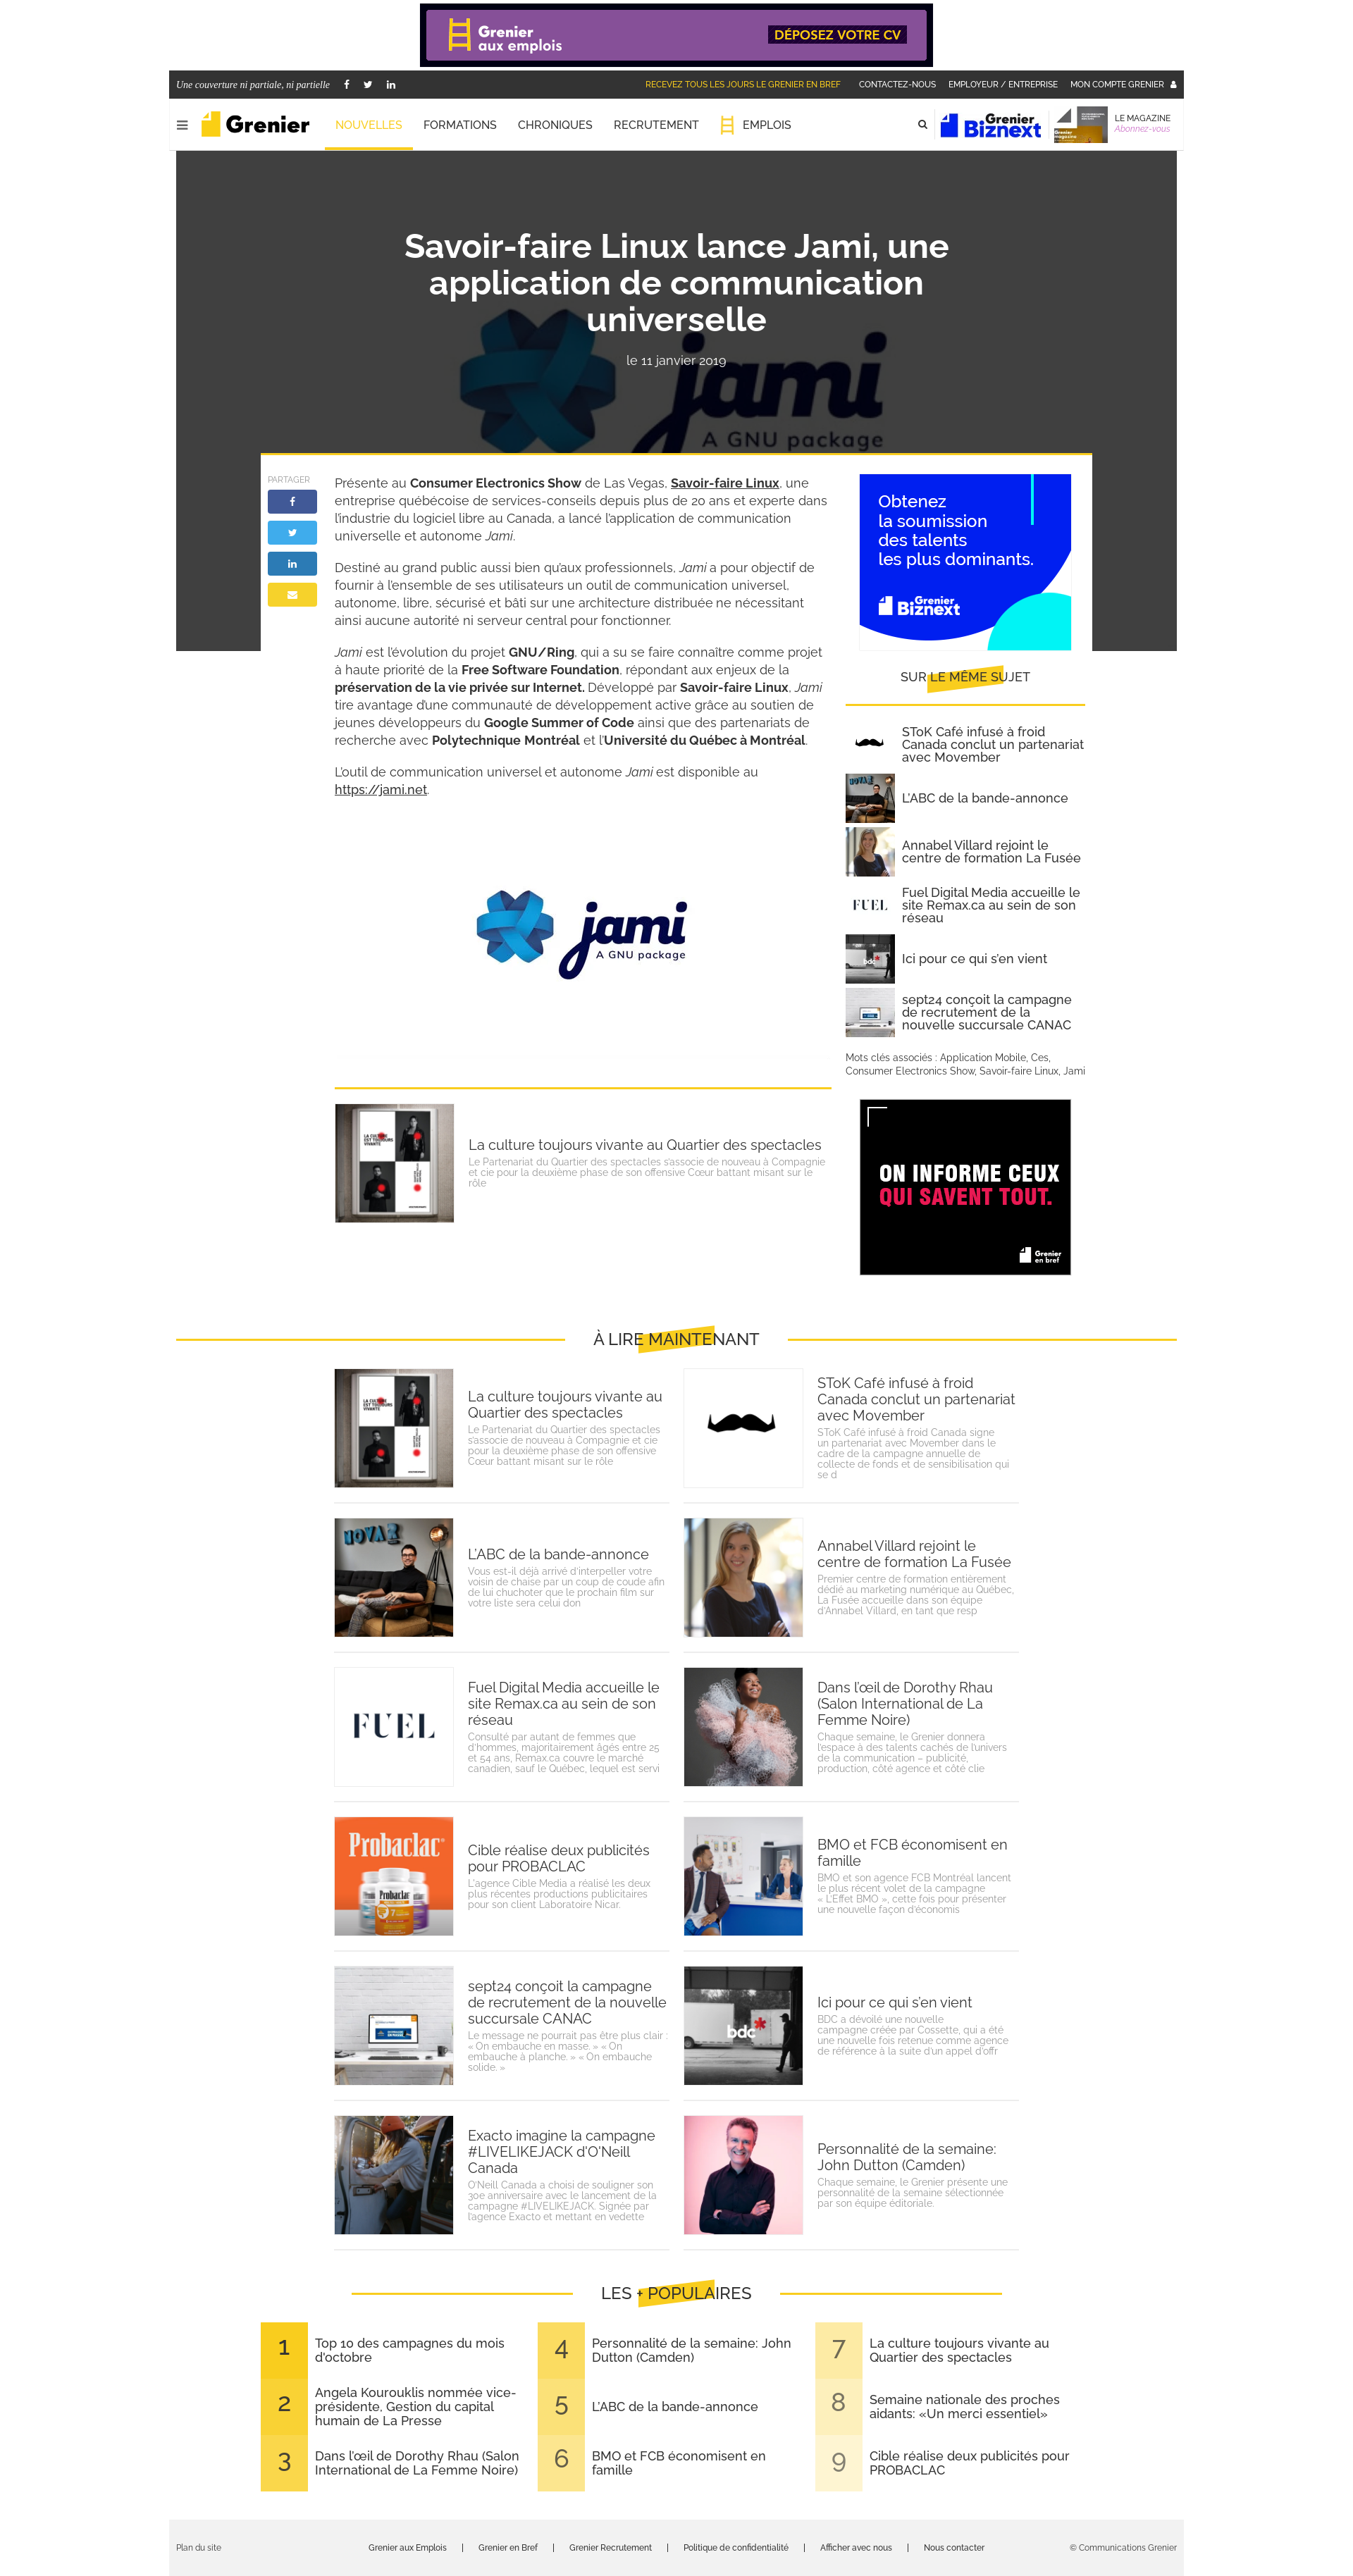 Grenier
aux emplois
DÉPOSEZ VOTRE CV
Une couverture ni partiale, ni partielle
RECEVEZ TOUS LES JOURS LE GRENIER EN BREF
CONTACTEZ-NOUS
EMPLOYEUR / ENTREPRISE
MON COMPTE GRENIER
Grenier
NOUVELLES
FORMATIONS
CHRONIQUES
RECRUTEMENT
EMPLOIS
Grenier
Biznext
LE MAGAZINE
Abonnez-vous
Savoir-faire Linux lance Jami, une
application de communication
universelle
le 11 janvier 2019
jami
A GNU package
PARTAGER
Présente au Consumer Electronics Show de Las Vegas, Savoir-faire Linux, une
entreprise québécoise de services-conseils depuis plus de 20 ans et experte dans
l'industrie du logiciel libre au Canada, a lancé l'application de communication
universelle et autonome Jami.
Destiné au grand public aussi bien qu'aux professionnels, Jami a pour objectif de
fournir à l'ensemble de ses utilisateurs un outil de communication universel,
autonome, libre, sécurisé et bâti sur une architecture distribuée ne nécessitant
ainsi aucune autorité ni serveur central pour fonctionner.
Jami est l'évolution du projet GNU/Ring, qui a su se faire connaître comme projet
à haute priorité de la Free Software Foundation, répondant aux enjeux de la
préservation de la vie privée sur Internet. Développé par Savoir-faire Linux, Jami
tire avantage d'une communauté de développement active grâce au soutien de
jeunes développeurs du Google Summer of Code ainsi que des partenariats de
recherche avec Polytechnique Montréal et l'Université du Québec à Montréal.
L'outil de communication universel et autonome Jami est disponible au
https://jami.net.
jami
A GNU package
Obtenez
la soumission
des talents
les plus dominants.
Grenier
Biznext
SUR LE MÊME SUJET
SToK Café infusé à froid
Canada conclut un partenariat
avec Movember
L'ABC de la bande-annonce
Annabel Villard rejoint le
centre de formation La Fusée
FUEL
Fuel Digital Media accueille le
site Remax.ca au sein de son
réseau
bdc
Ici pour ce qui s'en vient
sept24 conçoit la campagne
de recrutement de la
nouvelle succursale CANAC
Mots clés associés : Application Mobile, Ces,
Consumer Electronics Show, Savoir-faire Linux, Jami
ON INFORME CEUX
QUI SAVENT TOUT.
Grenier
en bref
LA CULTURE
EST TOUJOURS
VIVANTE
La culture toujours vivante au Quartier des spectacles
Le Partenariat du Quartier des spectacles s'associe de nouveau à Compagnie
et cie pour la deuxième phase de son offensive Cœur battant misant sur le
rôle
À LIRE MAINTENANT
LA CULTURE
EST TOUJOURS
VIVANTE
La culture toujours vivante au
Quartier des spectacles
Le Partenariat du Quartier des spectacles
s'associe de nouveau à Compagnie et cie
pour la deuxième phase de son offensive
Cœur battant misant sur le rôle
SToK Café infusé à froid
Canada conclut un partenariat
avec Movember
SToK Café infusé à froid Canada signe
un partenariat avec Movember dans le
cadre de la campagne annuelle de
collecte de fonds et de sensibilisation qui
se d
NOVA
L'ABC de la bande-annonce
Vous est-il déjà arrivé d'interpeller votre
voisin de chaise par un coup de coude afin
de lui chuchoter que le prochain film sur
votre liste sera celui don
Annabel Villard rejoint le
centre de formation La Fusée
Premier centre de formation entièrement
dédié au marketing numérique au Québec,
La Fusée accueille dans son équipe
d'Annabel Villard, en tant que resp
FUEL
Fuel Digital Media accueille le
site Remax.ca au sein de son
réseau
Consulté par autant de femmes que
d'hommes, majoritairement âgés entre 25
et 54 ans, Remax.ca couvre le marché
canadien, sauf le Québec, lequel est servi
Dans l'œil de Dorothy Rhau
(Salon International de La
Femme Noire)
Chaque semaine, le Grenier donnera
l'espace à des talents cachés de l'univers
de la communication – publicité,
production, côté agence et côté clie
Probaclac
Probaclac
Cible réalise deux publicités
pour PROBACLAC
L'agence Cible Media a réalisé les deux
plus récentes productions publicitaires
pour son client Laboratoire Nicar.
BMO et FCB économisent en
famille
BMO et son agence FCB Montréal lancent
le plus récent volet de la campagne
« L'Effet BMO », cette fois pour présenter
une nouvelle façon d'économis
sept24 conçoit la campagne
de recrutement de la nouvelle
succursale CANAC
Le message ne pourrait pas être plus clair :
« On embauche en masse. » « On
embauche à planche. » « On embauche
solide. »
bdc
Ici pour ce qui s'en vient
BDC a dévoilé une nouvelle
campagne créée par Cossette, qui a été
une nouvelle fois retenue comme agence
de référence à la suite d'un appel d'offr
Exacto imagine la campagne
#LIVELIKEJACK d'O'Neill
Canada
O'Neill Canada a choisi de souligner son
30e anniversaire avec le lancement de la
campagne #LIVELIKEJACK. Signée par
l'agence Exacto et mettant en vedette
Personnalité de la semaine:
John Dutton (Camden)
Chaque semaine, le Grenier présente une
personnalité de la semaine sélectionnée
par son équipe éditoriale.
LES + POPULAIRES
1
Top 10 des campagnes du mois
d'octobre
2
Angela Kourouklis nommée vice-
présidente, Gestion du capital
humain de La Presse
3
Dans l'œil de Dorothy Rhau (Salon
International de La Femme Noire)
4
Personnalité de la semaine: John
Dutton (Camden)
5
L'ABC de la bande-annonce
6
BMO et FCB économisent en
famille
7
La culture toujours vivante au
Quartier des spectacles
8
Semaine nationale des proches
aidants: «Un merci essentiel»
9
Cible réalise deux publicités pour
PROBACLAC
Plan du site
Grenier aux Emplois | Grenier en Bref | Grenier Recrutement | Politique de confidentialité | Afficher avec nous | Nous contacter
© Communications Grenier